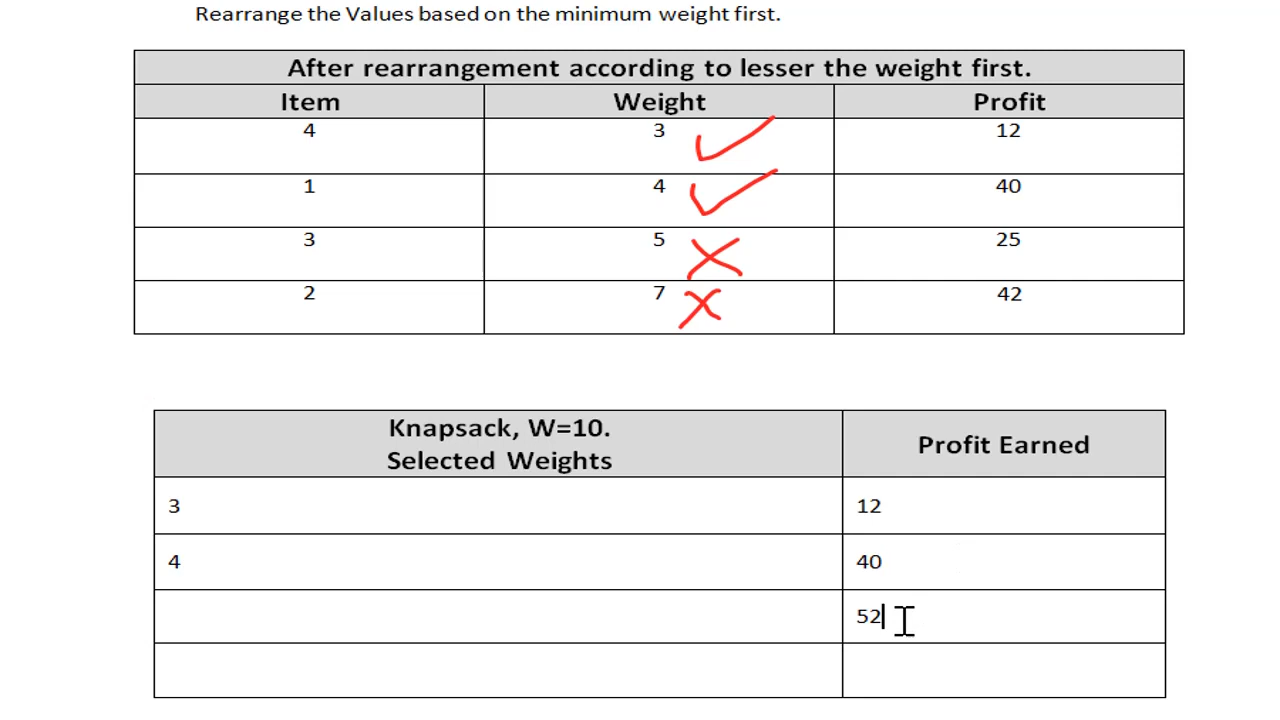 Rearrange the Values based on the minimum weight first.
After rearrangement according to lesser the weight first.
Item Weight Profit
4 3 12
1 4 40
3 5 25
2 7 42
Knapsack, W=10.
Selected Weights
Profit Earned
3 12
4 40
52